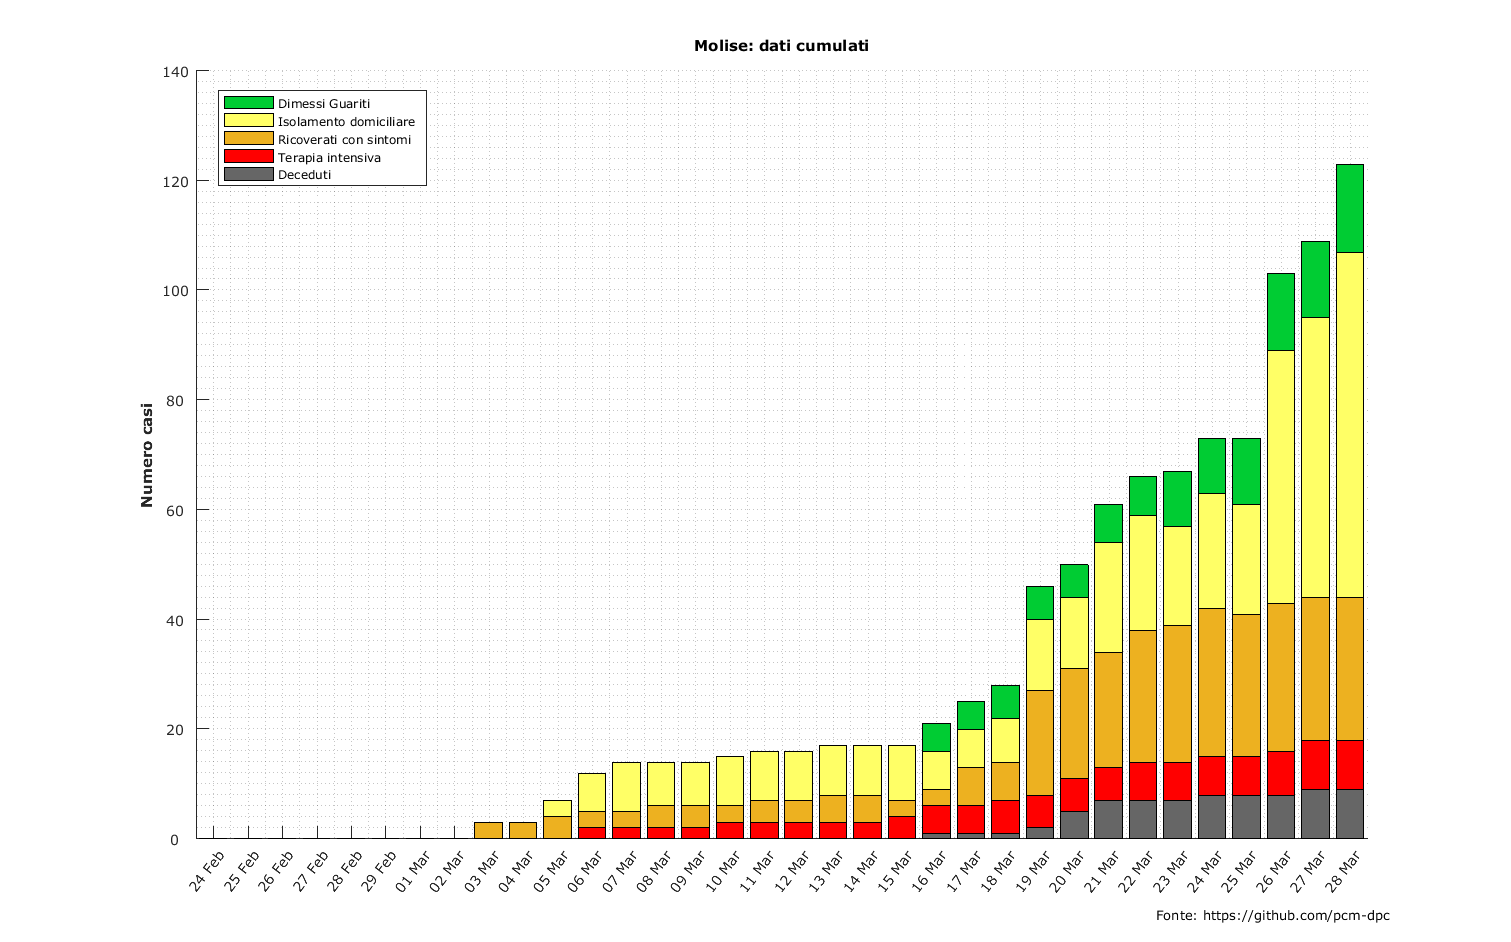 Molise: dati cumulati
140
120
100
80
60
40
20
0
Numero casi
Dimessi Guariti
Isolamento domiciliare
Ricoverati con sintomi
Terapia intensiva
Deceduti
24 Feb
25 Feb
26 Feb
27 Feb
28 Feb
29 Feb
01 Mar
02 Mar
03 Mar
04 Mar
05 Mar
06 Mar
07 Mar
08 Mar
09 Mar
10 Mar
11 Mar
12 Mar
13 Mar
14 Mar
15 Mar
16 Mar
17 Mar
18 Mar
19 Mar
20 Mar
21 Mar
22 Mar
23 Mar
24 Mar
25 Mar
26 Mar
27 Mar
28 Mar
Fonte: https://github.com/pcm-dpc